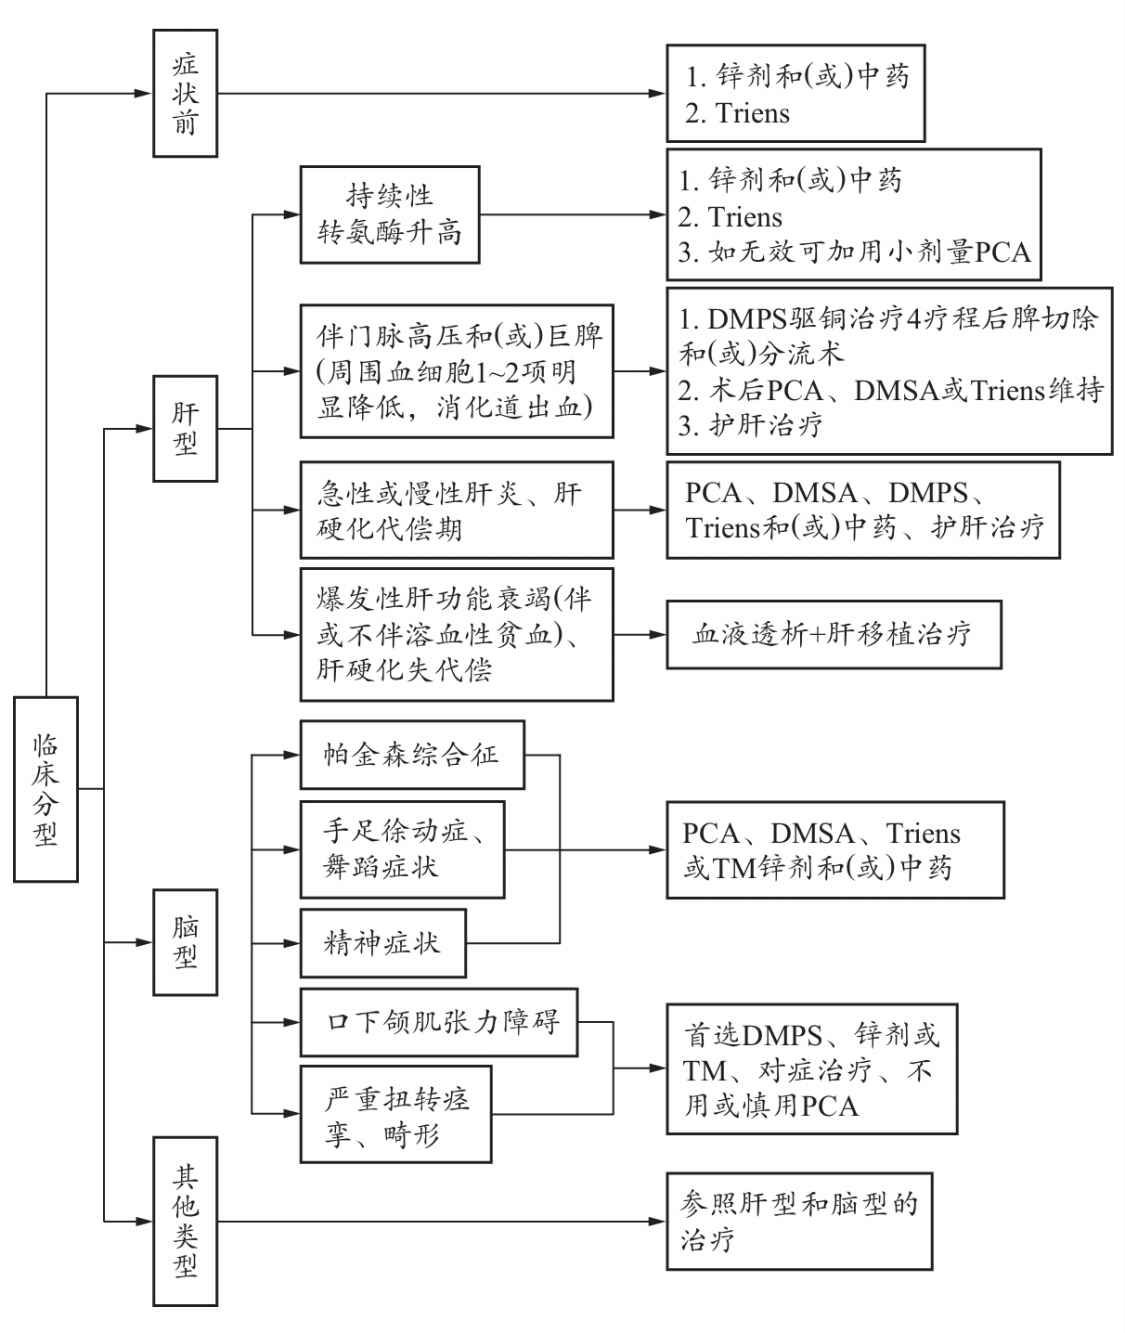 症状前
1. 锌剂和(或)中药
2. Triens
持续性
转氨酶升高
1. 锌剂和(或)中药
2. Triens
3. 如无效可加用小剂量PCA
肝型
伴门脉高压和(或)巨脾
(周围血细胞1~2项明
显降低，消化道出血)
1. DMPS驱铜治疗4疗程后脾切除
和(或)分流术
2. 术后PCA、DMSA或Triens维持
3. 护肝治疗
急性或慢性肝炎、肝
硬化代偿期
PCA、DMSA、DMPS、
Triens和(或)中药、护肝治疗
爆发性肝功能衰竭(伴
或不伴溶血性贫血)、
肝硬化失代偿
血液透析+肝移植治疗
临床分型
脑型
帕金森综合征
手足徐动症、
舞蹈症状
精神症状
PCA、DMSA、Triens
或TM锌剂和(或)中药
口下颌肌张力障碍
严重扭转痉
挛、畸形
首选DMPS、锌剂或
TM、对症治疗、不
用或慎用PCA
其他类型
参照肝型和脑型的
治疗